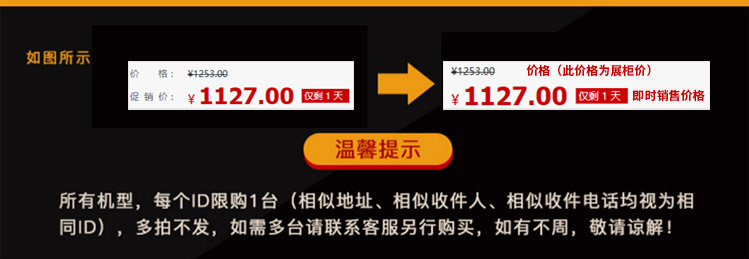 如图所示
价 格：
¥1253.00
促 销 价：
¥ 1127.00 仅剩 1 天
¥1253.00 价格（此价格为展柜价）
¥ 1127.00 仅剩 1 天 即时销售价格
温馨提示
所有机型，每个ID限购1台（相似地址、相似收件人、相似收件电话均视为相
同ID），多拍不发，如需多台请联系客服另行购买，如有不周，敬请谅解！